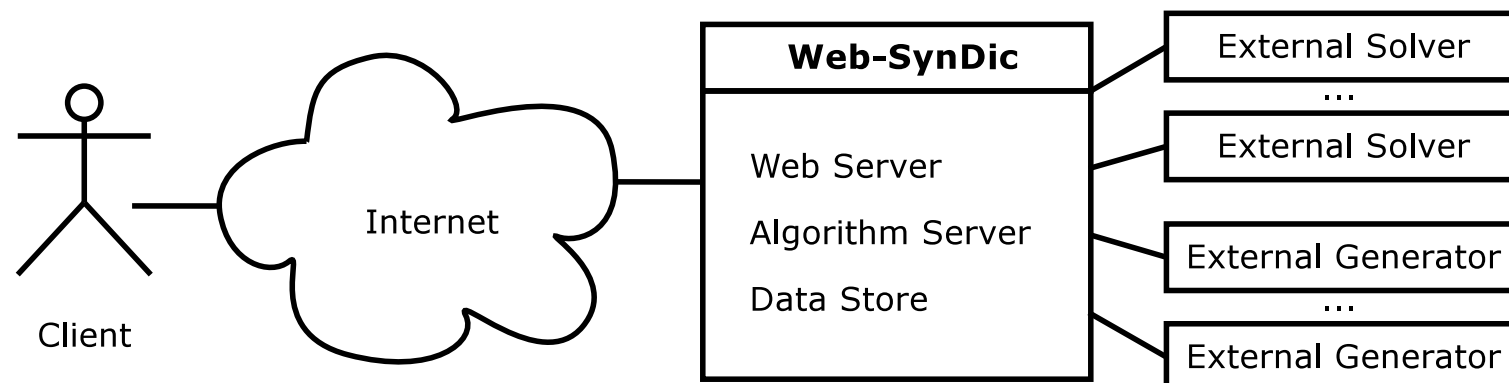 Client
Internet
Web-SynDic
Web Server
Algorithm Server
Data Store
External Solver
...
External Solver
External Generator
...
External Generator